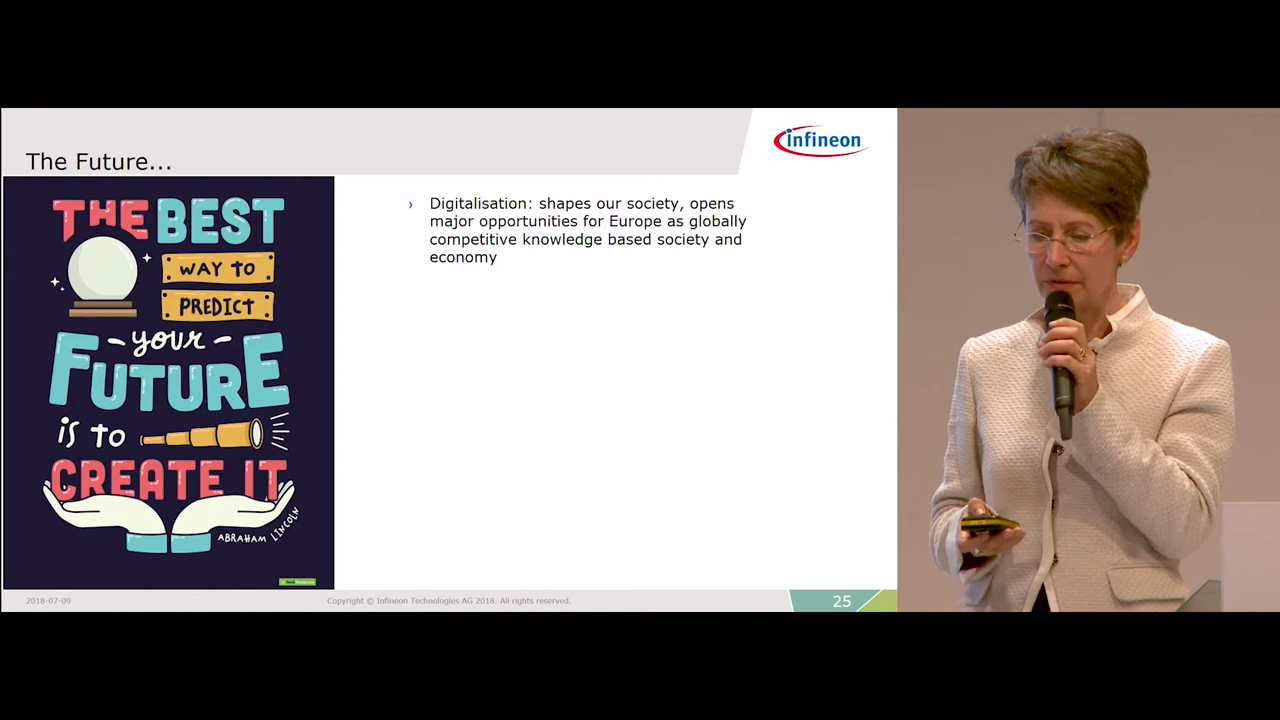 The Future...
infineon
THE BEST
WAY TO
PREDICT
your
FUTURE
is to
CREATE IT
ABRAHAM LINCOLN
› Digitalisation: shapes our society, opens
major opportunities for Europe as globally
competitive knowledge based society and
economy
2018-07-09
Copyright © Infineon Technologies AG 2018. All rights reserved.
25